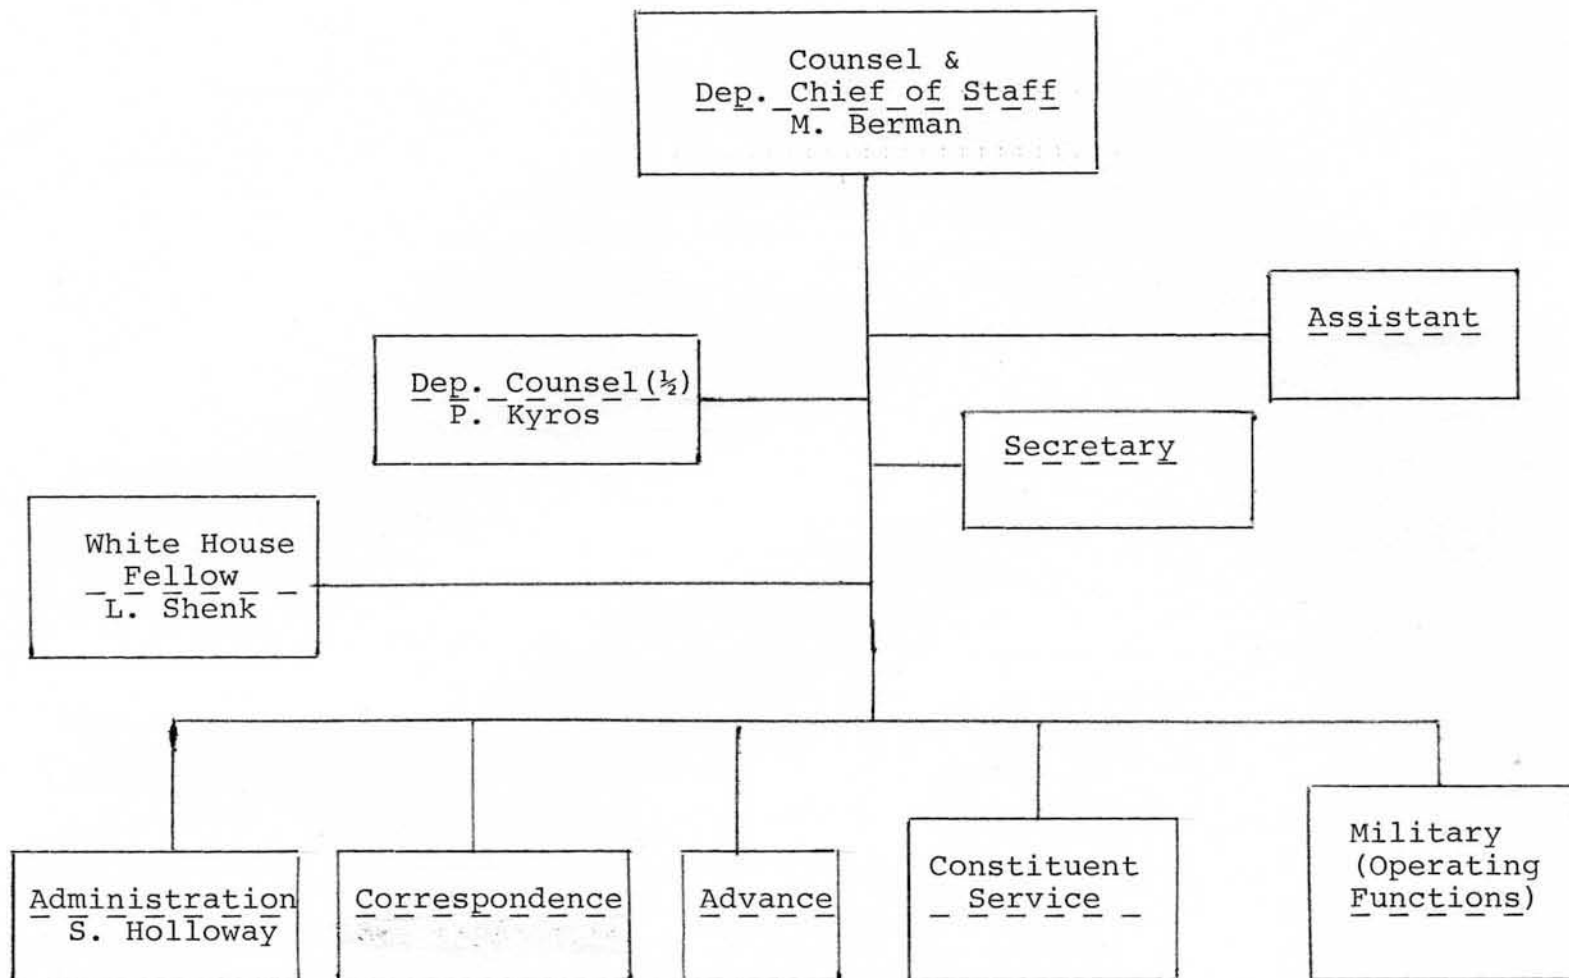 Counsel &
Dep. Chief of Staff
M. Berman
Assistant
Dep. Counsel(½)
P. Kyros
Secretary
White House
Fellow
L. Shenk
Administration
S. Holloway
Correspondence
Advance
Constituent
Service
Military
(Operating
Functions)